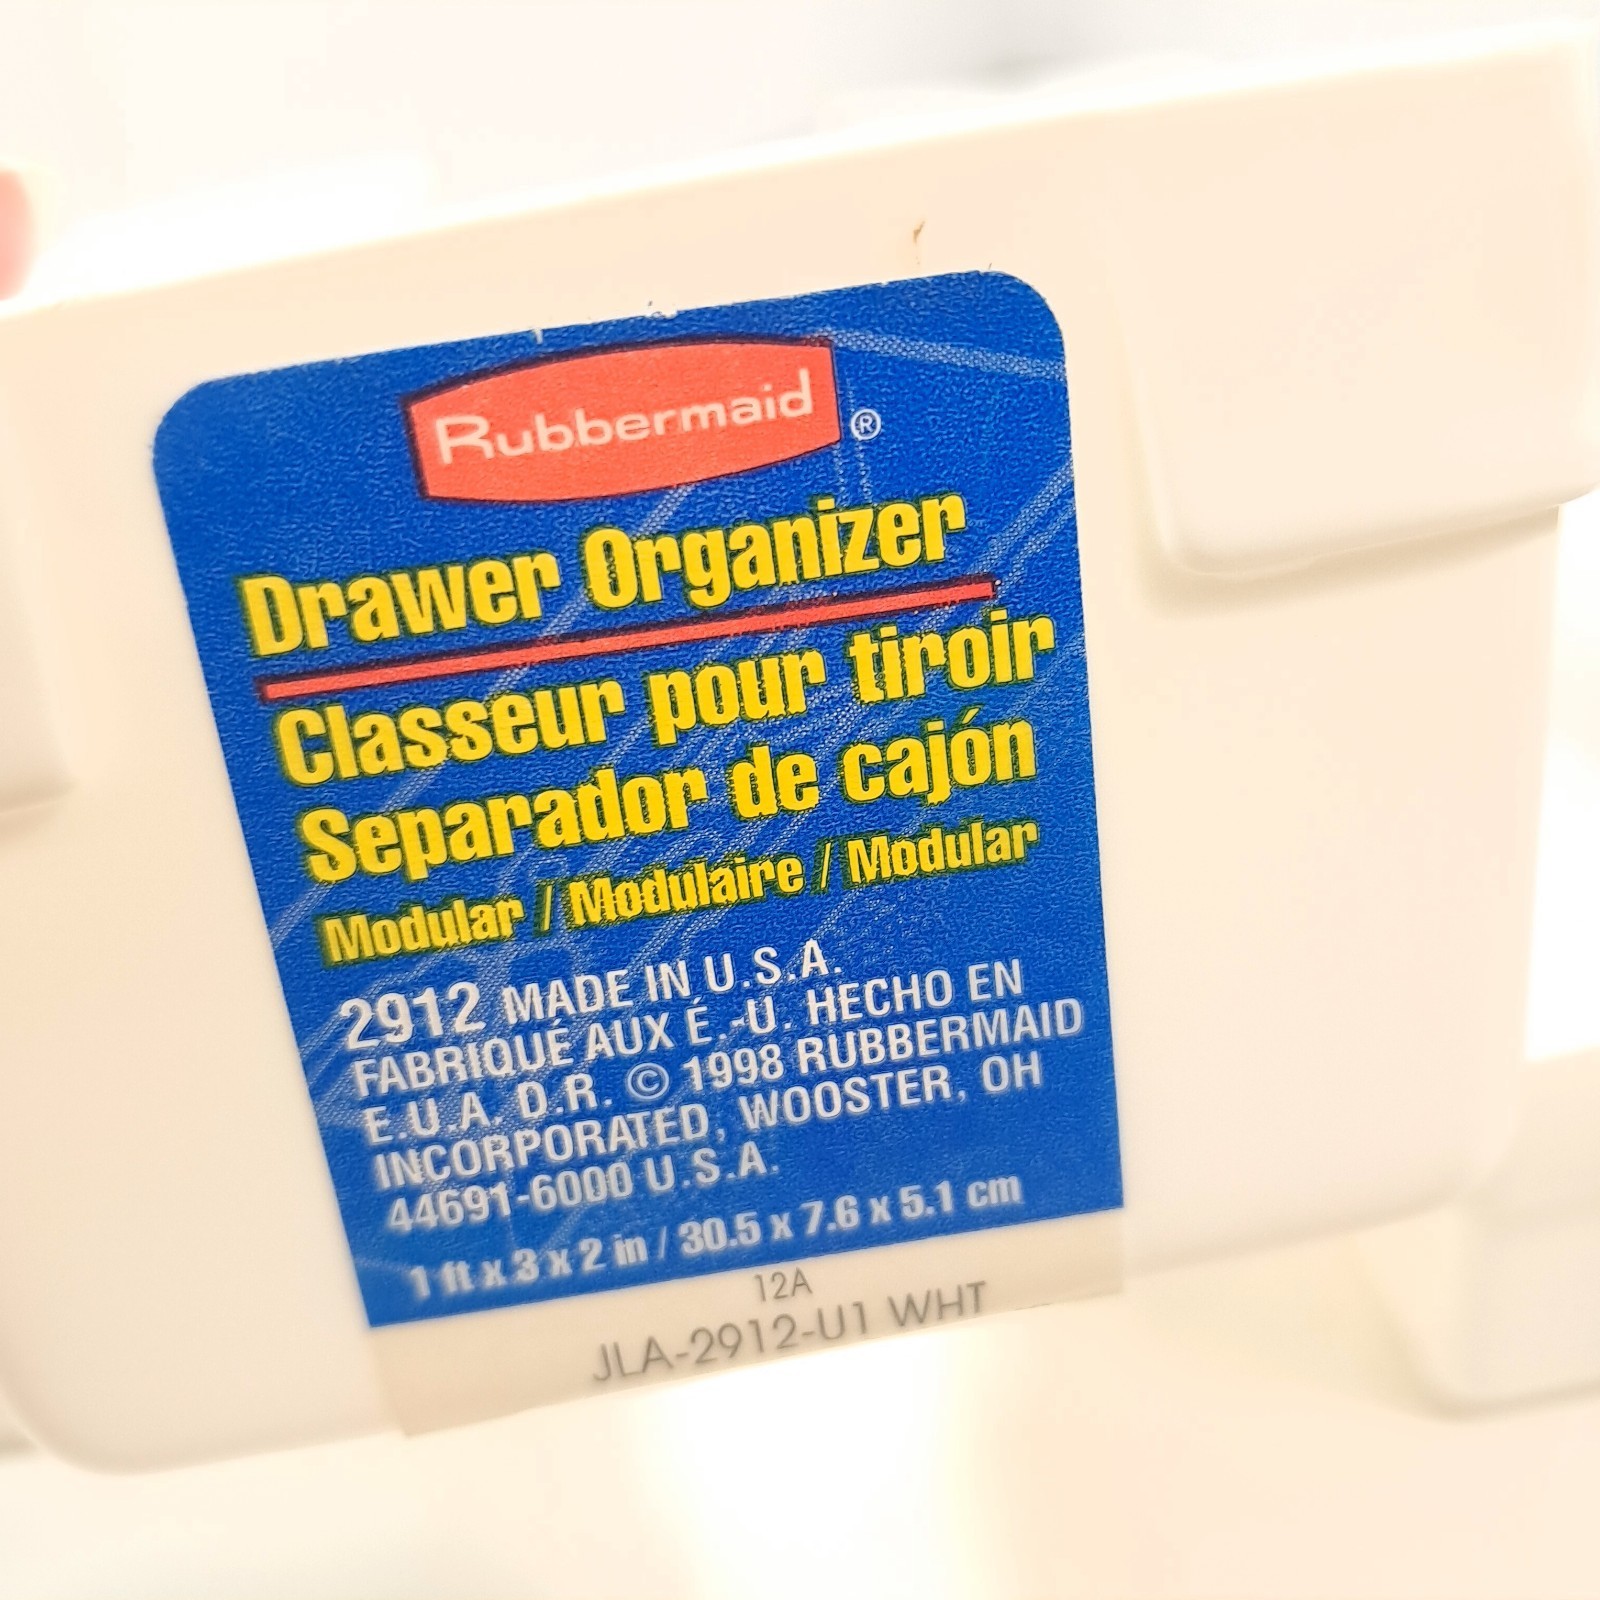 Rubbermaid®
Drawer Organizer
Classeur pour tiroir
Separador de cajón
Modular / Modulaire / Modular
2912 MADE IN U.S.A.
FABRIQUÉ AUX É.-U. HECHO EN
E.U.A. D.R. © 1998 RUBBERMAID
INCORPORATED, WOOSTER, OH
44691-6000 U.S.A.
1 ft x 3 x 2 in / 30.5 x 7.6 x 5.1 cm
12A
JLA-2912-U1 WHT